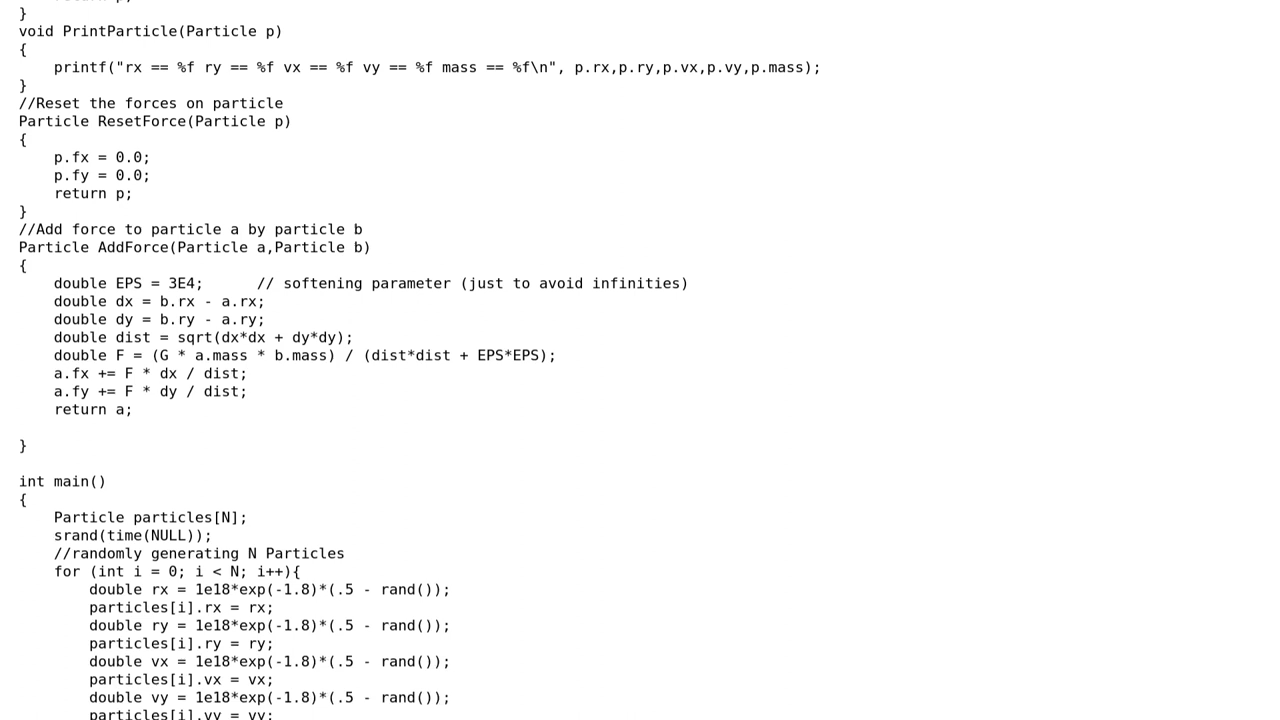 }
void PrintParticle(Particle p)
{
    printf("rx == %f ry == %f vx == %f vy == %f mass == %f\n", p.rx,p.ry,p.vx,p.vy,p.mass);
}
//Reset the forces on particle
Particle ResetForce(Particle p)
{
    p.fx = 0.0;
    p.fy = 0.0;
    return p;
}
//Add force to particle a by particle b
Particle AddForce(Particle a,Particle b)
{
    double EPS = 3E4;      // softening parameter (just to avoid infinities)
    double dx = b.rx - a.rx;
    double dy = b.ry - a.ry;
    double dist = sqrt(dx*dx + dy*dy);
    double F = (G * a.mass * b.mass) / (dist*dist + EPS*EPS);
    a.fx += F * dx / dist;
    a.fy += F * dy / dist;
    return a;

}

int main()
{
    Particle particles[N];
    srand(time(NULL));
    //randomly generating N Particles
    for (int i = 0; i < N; i++){
        double rx = 1e18*exp(-1.8)*(.5 - rand());
        particles[i].rx = rx;
        double ry = 1e18*exp(-1.8)*(.5 - rand());
        particles[i].ry = ry;
        double vx = 1e18*exp(-1.8)*(.5 - rand());
        particles[i].vx = vx;
        double vy = 1e18*exp(-1.8)*(.5 - rand());
        particles[i].vy = vy;